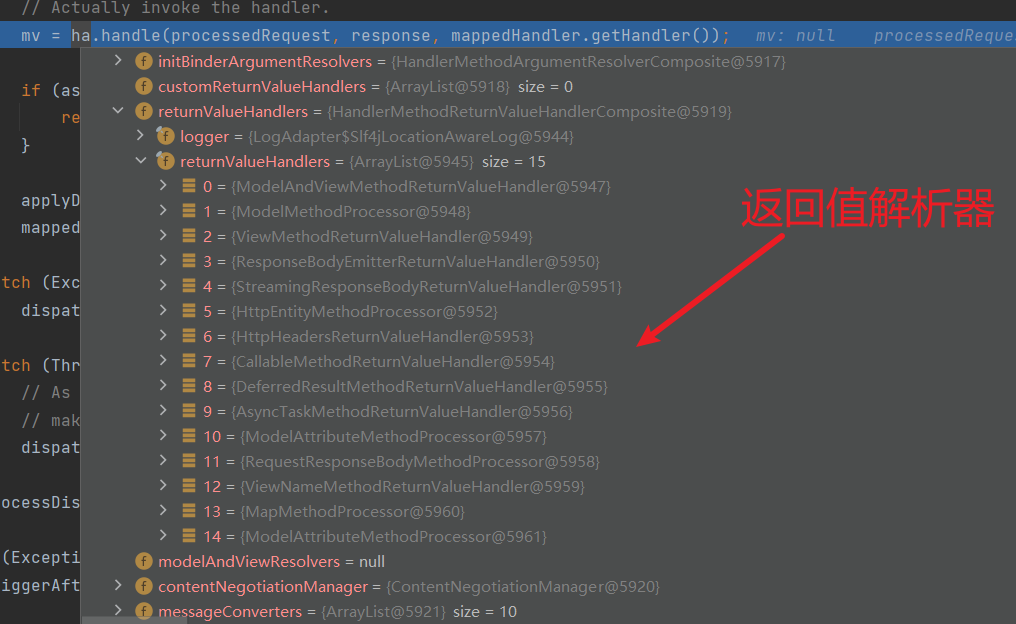 // Actually invoke the handler.
mv = ha.handle(processedRequest, response, mappedHandler.getHandler()); mv: null processedReque
initBinderArgumentResolvers = {HandlerMethodArgumentResolverComposite@5917}
if (as
customReturnValueHandlers = {ArrayList@5918} size = 0
re
returnValueHandlers = {HandlerMethodReturnValueHandlerComposite@5919}
}
logger = {LogAdapter$Slf4jLocationAwareLog@5944}
returnValueHandlers = {ArrayList@5945} size = 15
0 = {ModelAndViewMethodReturnValueHandler@5947}
applyD
1 = {ModelMethodProcessor@5948}
返回值解析器
mapped
2 = {ViewMethodReturnValueHandler@5949}
3 = {ResponseBodyEmitterReturnValueHandler@5950}
tch (Exc
4 = {StreamingResponseBodyReturnValueHandler@5951}
dispat
5 = {HttpEntityMethodProcessor@5952}
6 = {HttpHeadersReturnValueHandler@5953}
tch (Thr
7 = {CallableMethodReturnValueHandler@5954}
// As
8 = {DeferredResultMethodReturnValueHandler@5955}
// mak
9 = {AsyncTaskMethodReturnValueHandler@5956}
dispat
10 = {ModelAttributeMethodProcessor@5957}
11 = {RequestResponseBodyMethodProcessor@5958}
12 = {ViewNameMethodReturnValueHandler@5959}
ocessDis
13 = {MapMethodProcessor@5960}
14 = {ModelAttributeMethodProcessor@5961}
(Excepti
modelAndViewResolvers = null
iggerAft
contentNegotiationManager = {ContentNegotiationManager@5920}
messageConverters = {ArrayList@5921} size = 10